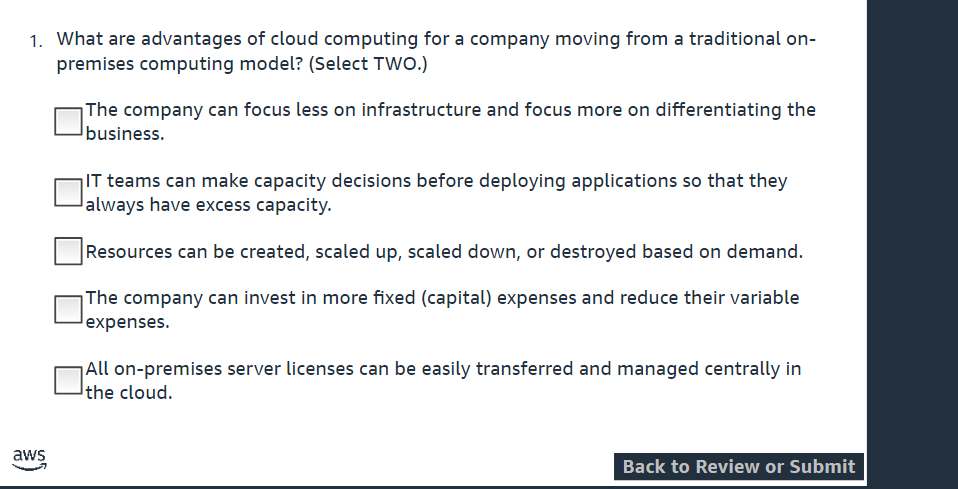 1. What are advantages of cloud computing for a company moving from a traditional on-
premises computing model? (Select TWO.)
The company can focus less on infrastructure and focus more on differentiating the
business.
IT teams can make capacity decisions before deploying applications so that they
always have excess capacity.
Resources can be created, scaled up, scaled down, or destroyed based on demand.
The company can invest in more fixed (capital) expenses and reduce their variable
expenses.
All on-premises server licenses can be easily transferred and managed centrally in
the cloud.
aws
Back to Review or Submit